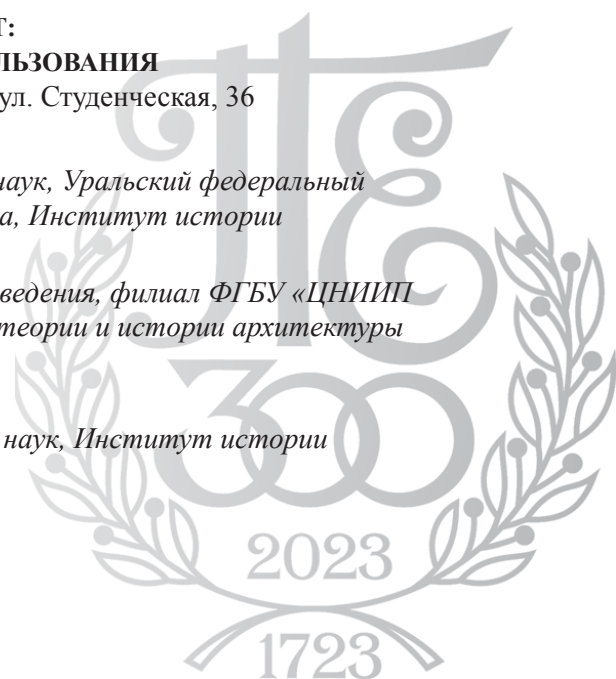 Т:
ЛЬЗОВАНИЯ
ул. Студенческая, 36
наук, Уральский федеральный
а, Институт истории
ведения, филиал ФГБУ «ЦНИИП
теории и истории архитектуры
наук, Институт истории
ПЕ
300
2023
1723